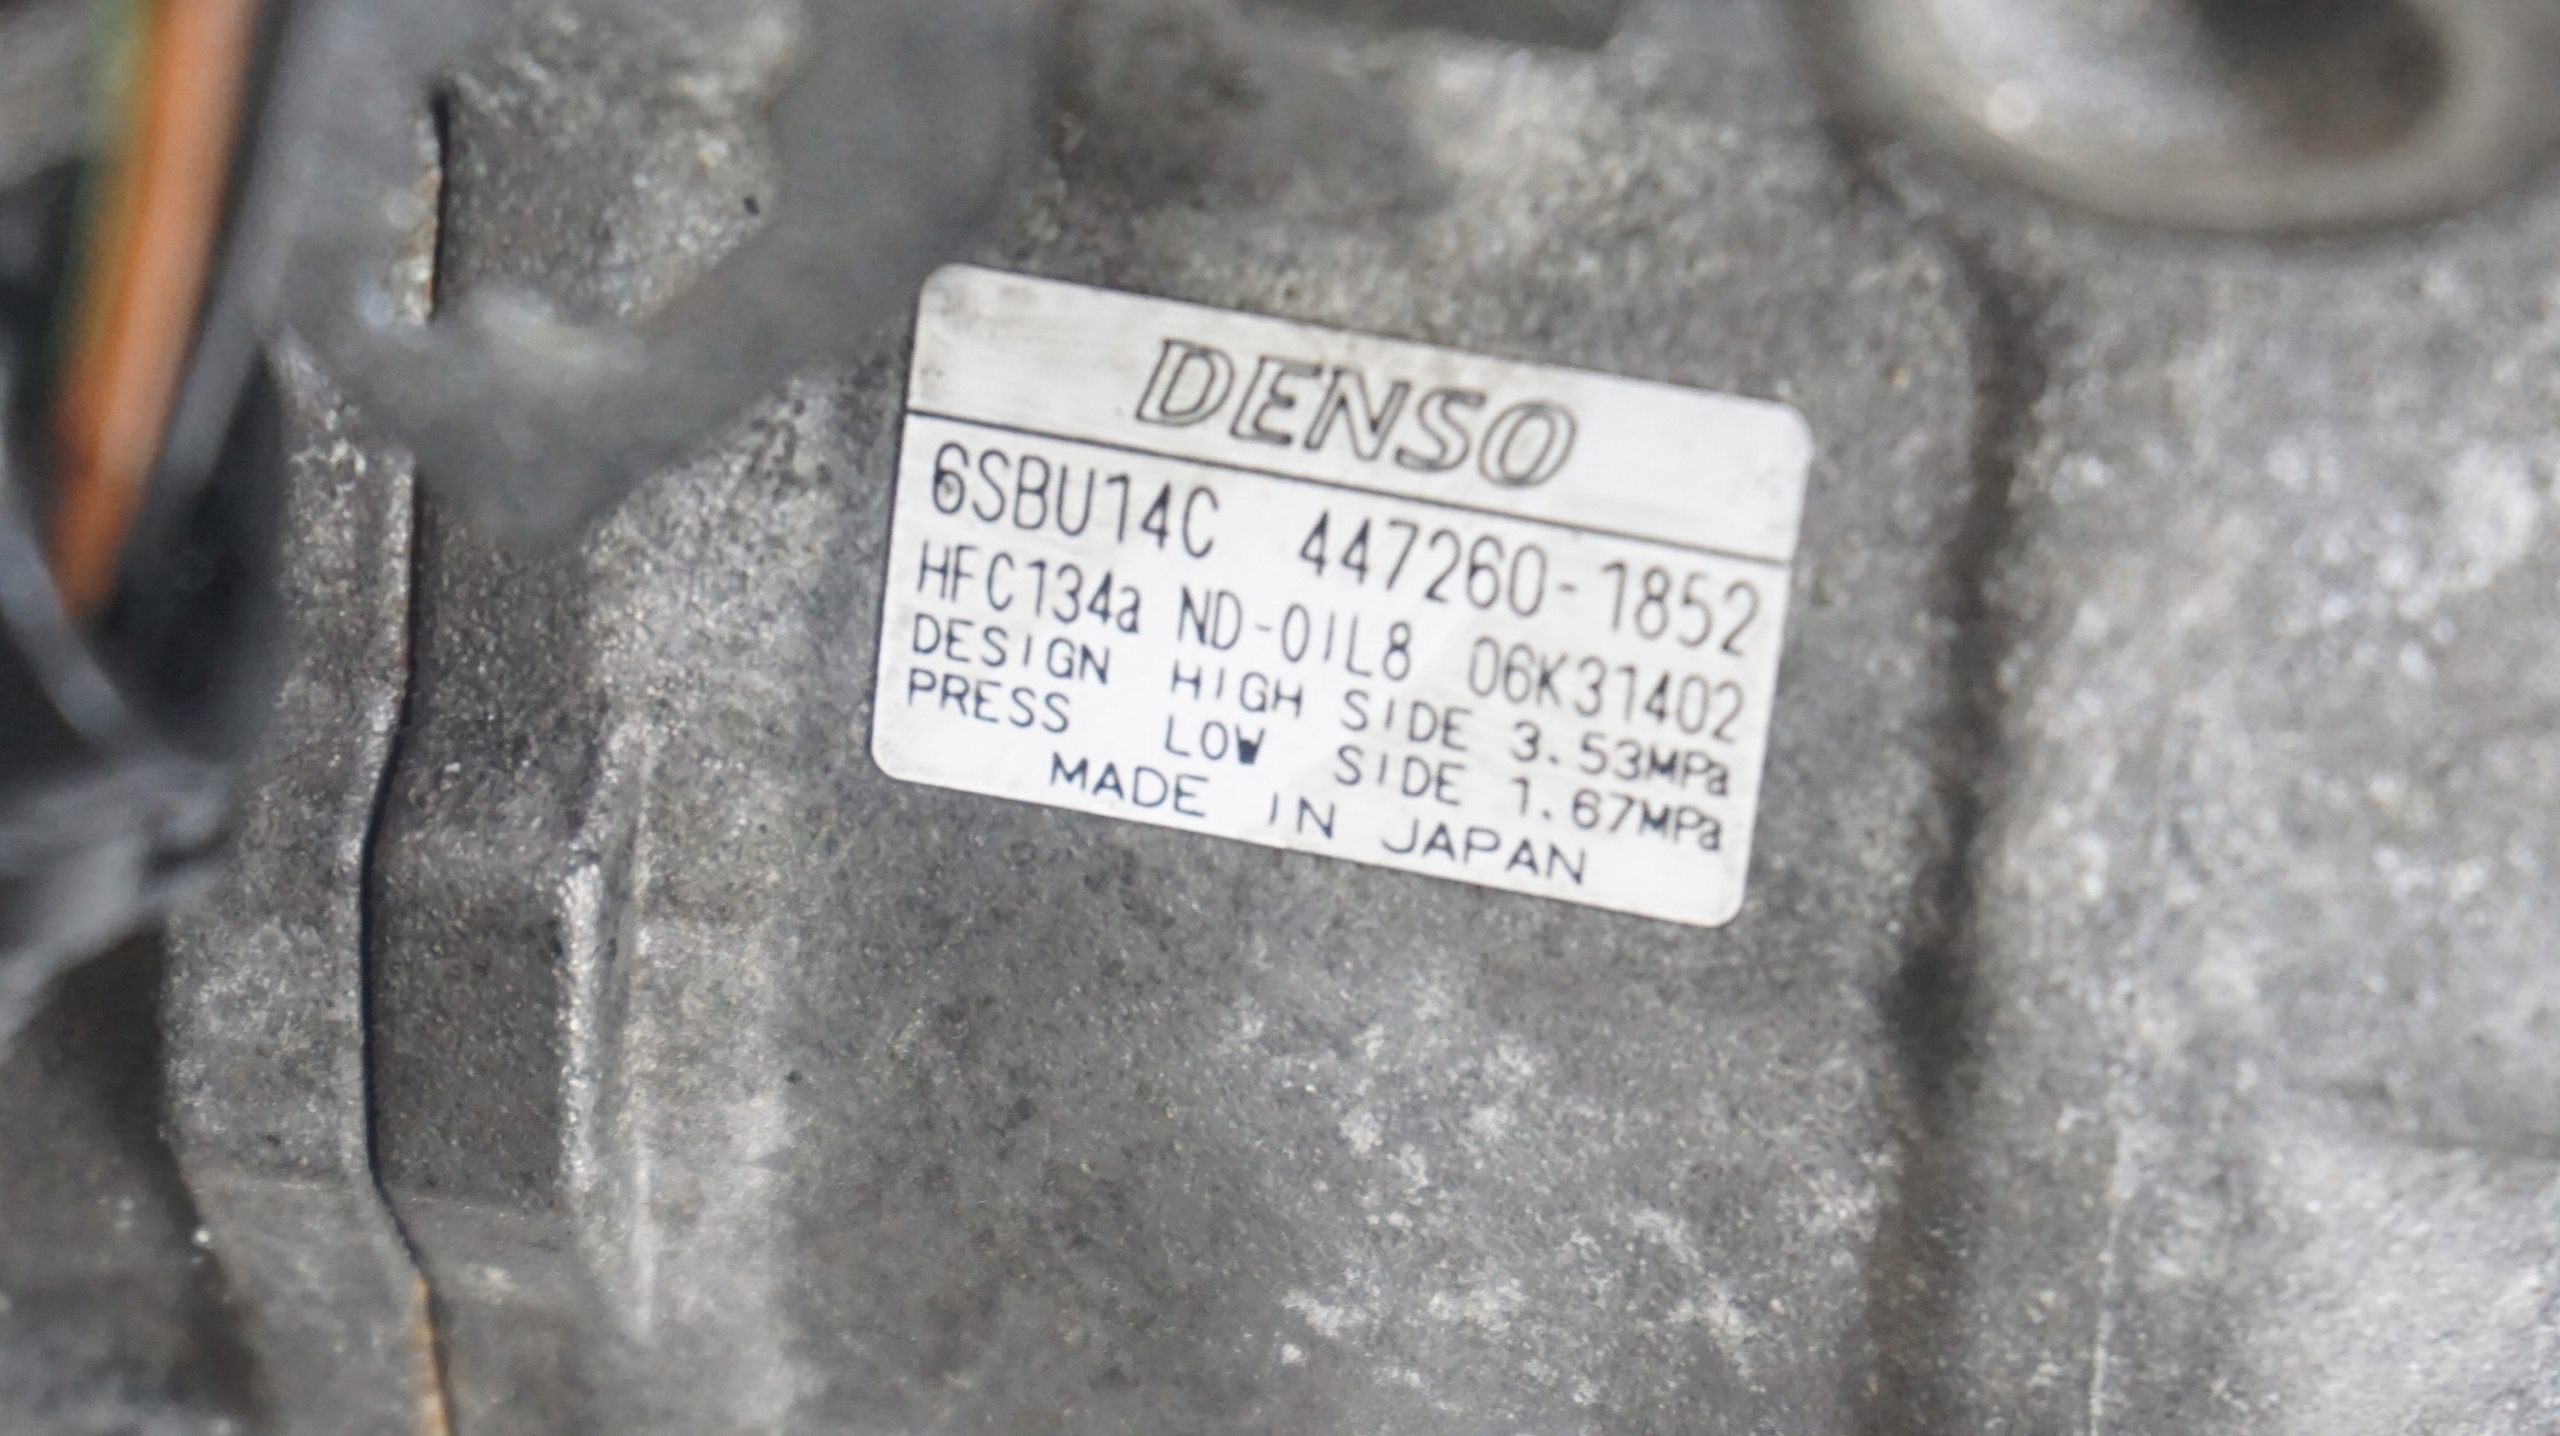 DENSO
6SBU14C 447260-1852
HFC134a ND-OIL8 06K31402
DESIGN HIGH SIDE 3.53MPa
PRESS LOW SIDE 1.67MPa
MADE IN JAPAN